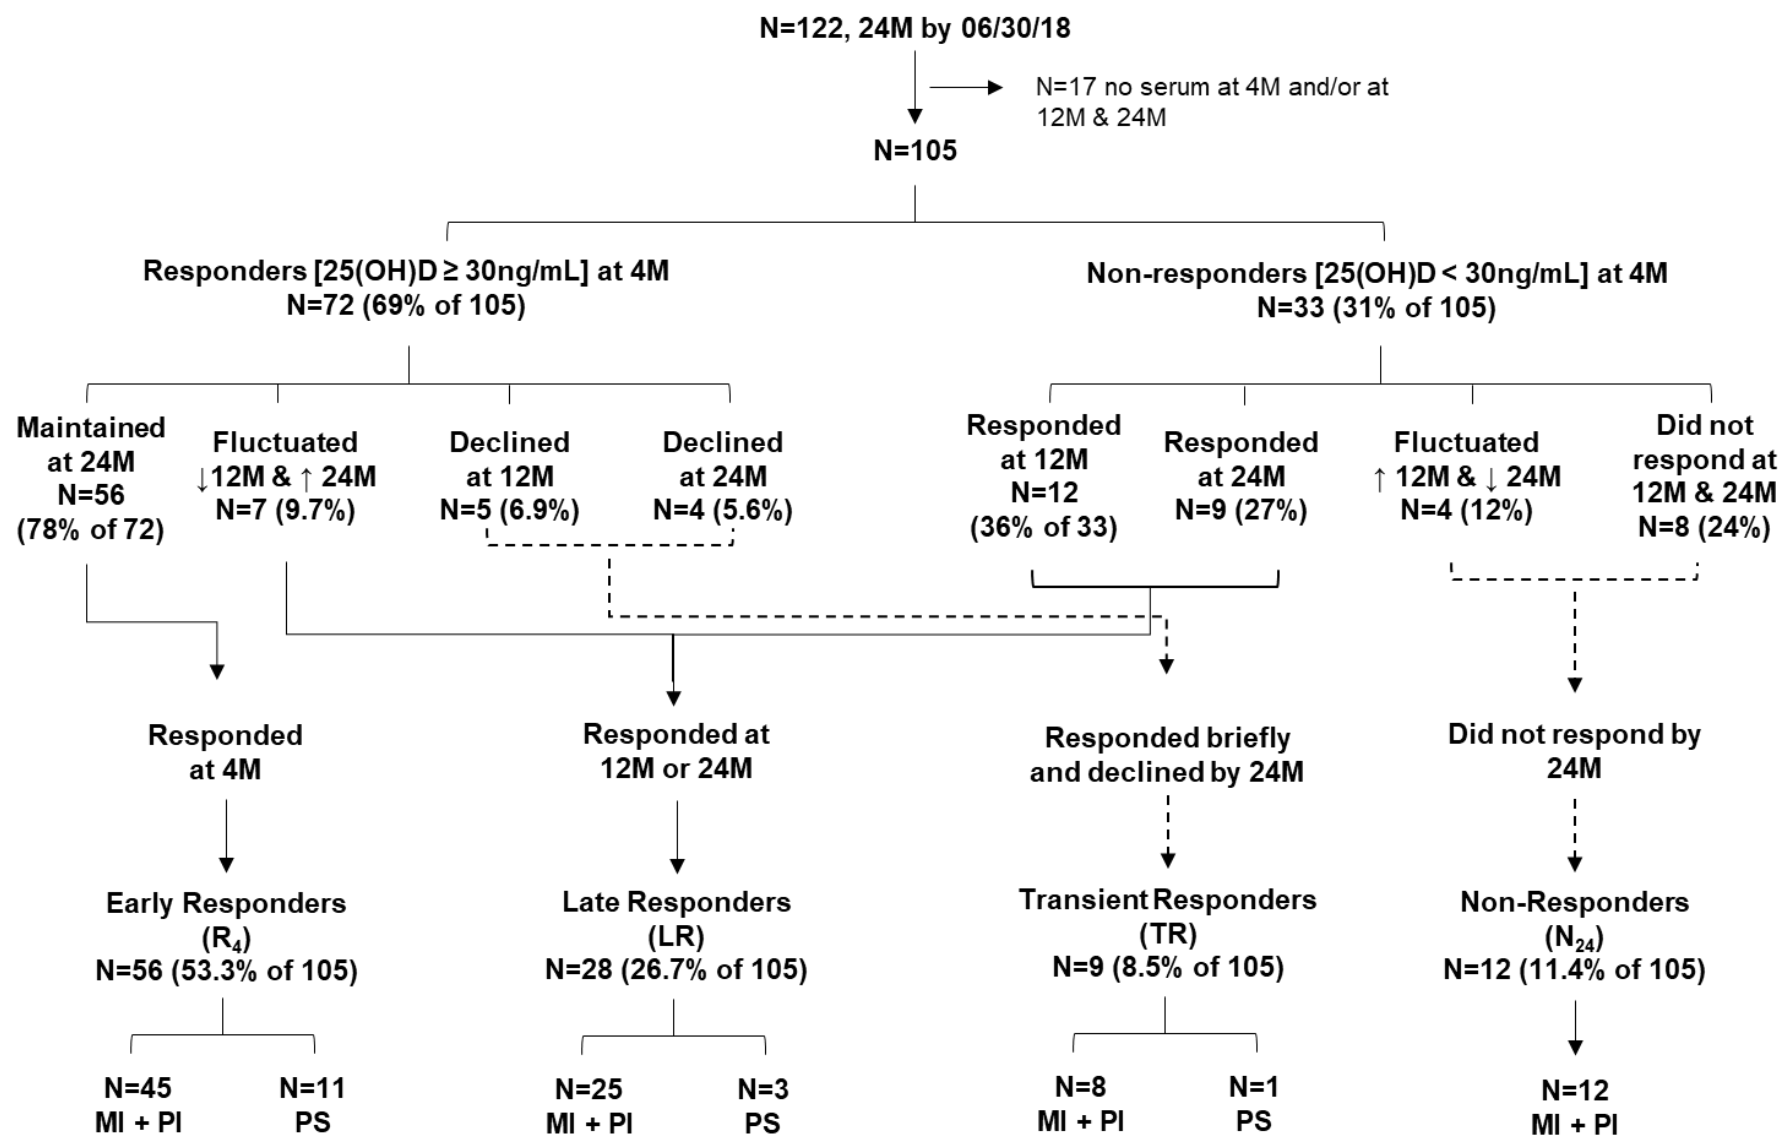 N=122, 24M by 06/30/18
N=17 no serum at 4M and/or at
12M & 24M
N=105
Responders [25(OH)D ≥ 30ng/mL] at 4M
N=72 (69% of 105)
Non-responders [25(OH)D < 30ng/mL] at 4M
N=33 (31% of 105)
Maintained
at 24M
N=56
(78% of 72)
Fluctuated
↓12M & ↑ 24M
N=7 (9.7%)
Declined
at 12M
N=5 (6.9%)
Declined
at 24M
N=4 (5.6%)
Responded
at 12M
N=12
(36% of 33)
Responded
at 24M
N=9 (27%)
Fluctuated
↑ 12M & ↓ 24M
N=4 (12%)
Did not
respond at
12M & 24M
N=8 (24%)
Responded
at 4M
Responded at
12M or 24M
Responded briefly
and declined by 24M
Did not respond by
24M
Early Responders
(R₄)
N=56 (53.3% of 105)
Late Responders
(LR)
N=28 (26.7% of 105)
Transient Responders
(TR)
N=9 (8.5% of 105)
Non-Responders
(N₂₄)
N=12 (11.4% of 105)
N=45
MI + PI
N=11
PS
N=25
MI + PI
N=3
PS
N=8
MI + PI
N=1
PS
N=12
MI + PI